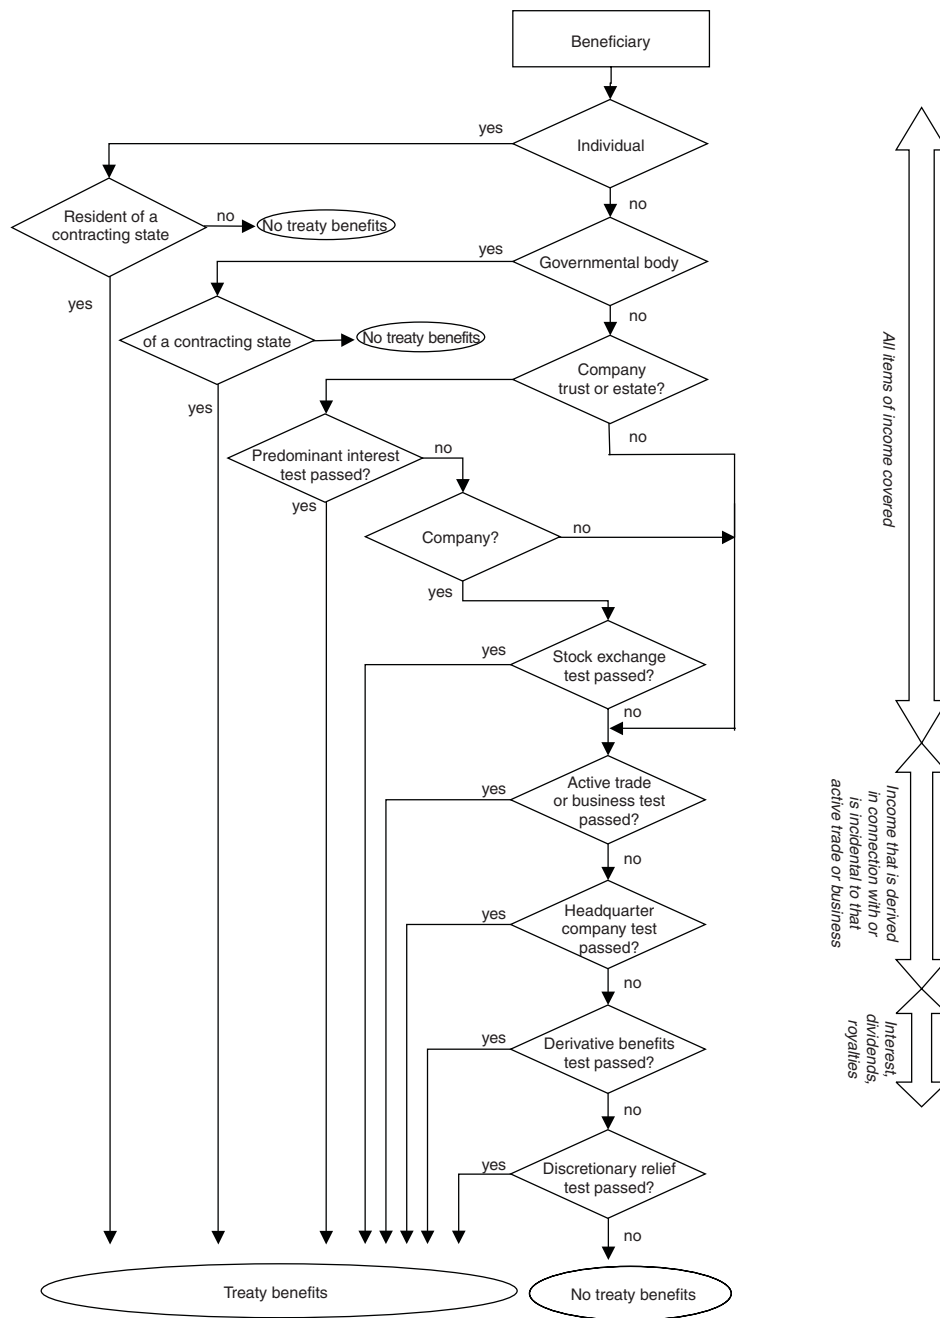 Beneficiary
yes
Individual
no
Resident of a
contracting state
no
No treaty benefits
yes
yes
Governmental body
no
of a contracting state
No treaty benefits
yes
Company
trust or estate?
no
Predominant interest
test passed?
no
yes
Company?
no
yes
Stock exchange
test passed?
yes
no
Active trade
or business test
passed?
yes
no
Headquarter
company test
passed?
yes
no
Derivative benefits
test passed?
yes
no
Discretionary relief
test passed?
yes
no
Treaty benefits
No treaty benefits
All items of income covered
Income that is derived
in connection with or
is incidental to that
active trade or business
Interest,
dividends,
royalties